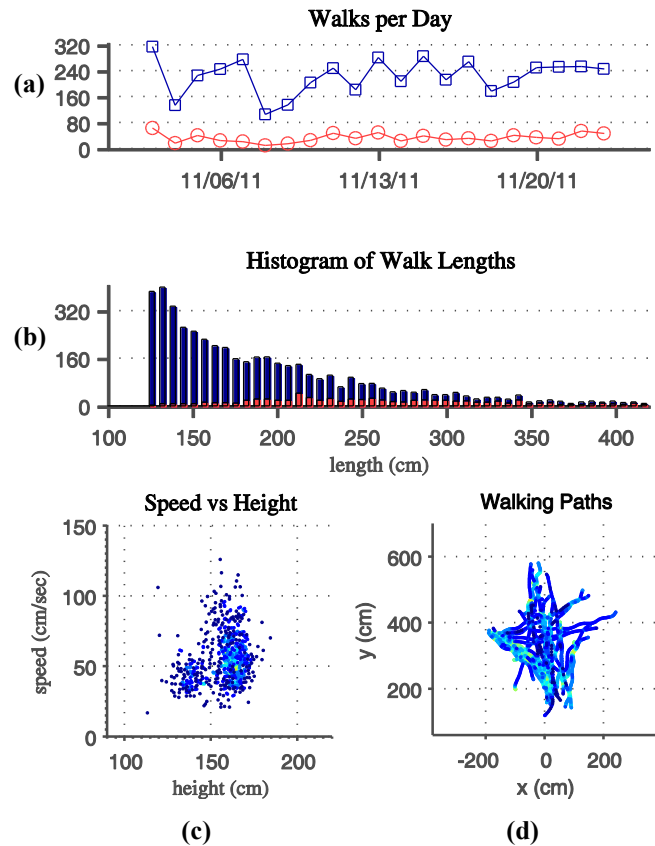 Walks per Day
(a)
320
240
160
80
0
11/06/11 11/13/11 11/20/11
Histogram of Walk Lengths
(b)
320
160
0
100 150 200 250 300 350 400
length (cm)
Speed vs Height
speed (cm/sec)
150
100
50
0
100 150 200
height (cm)
(c)
Walking Paths
y (cm)
600
400
200
-200 0 200
x (cm)
(d)